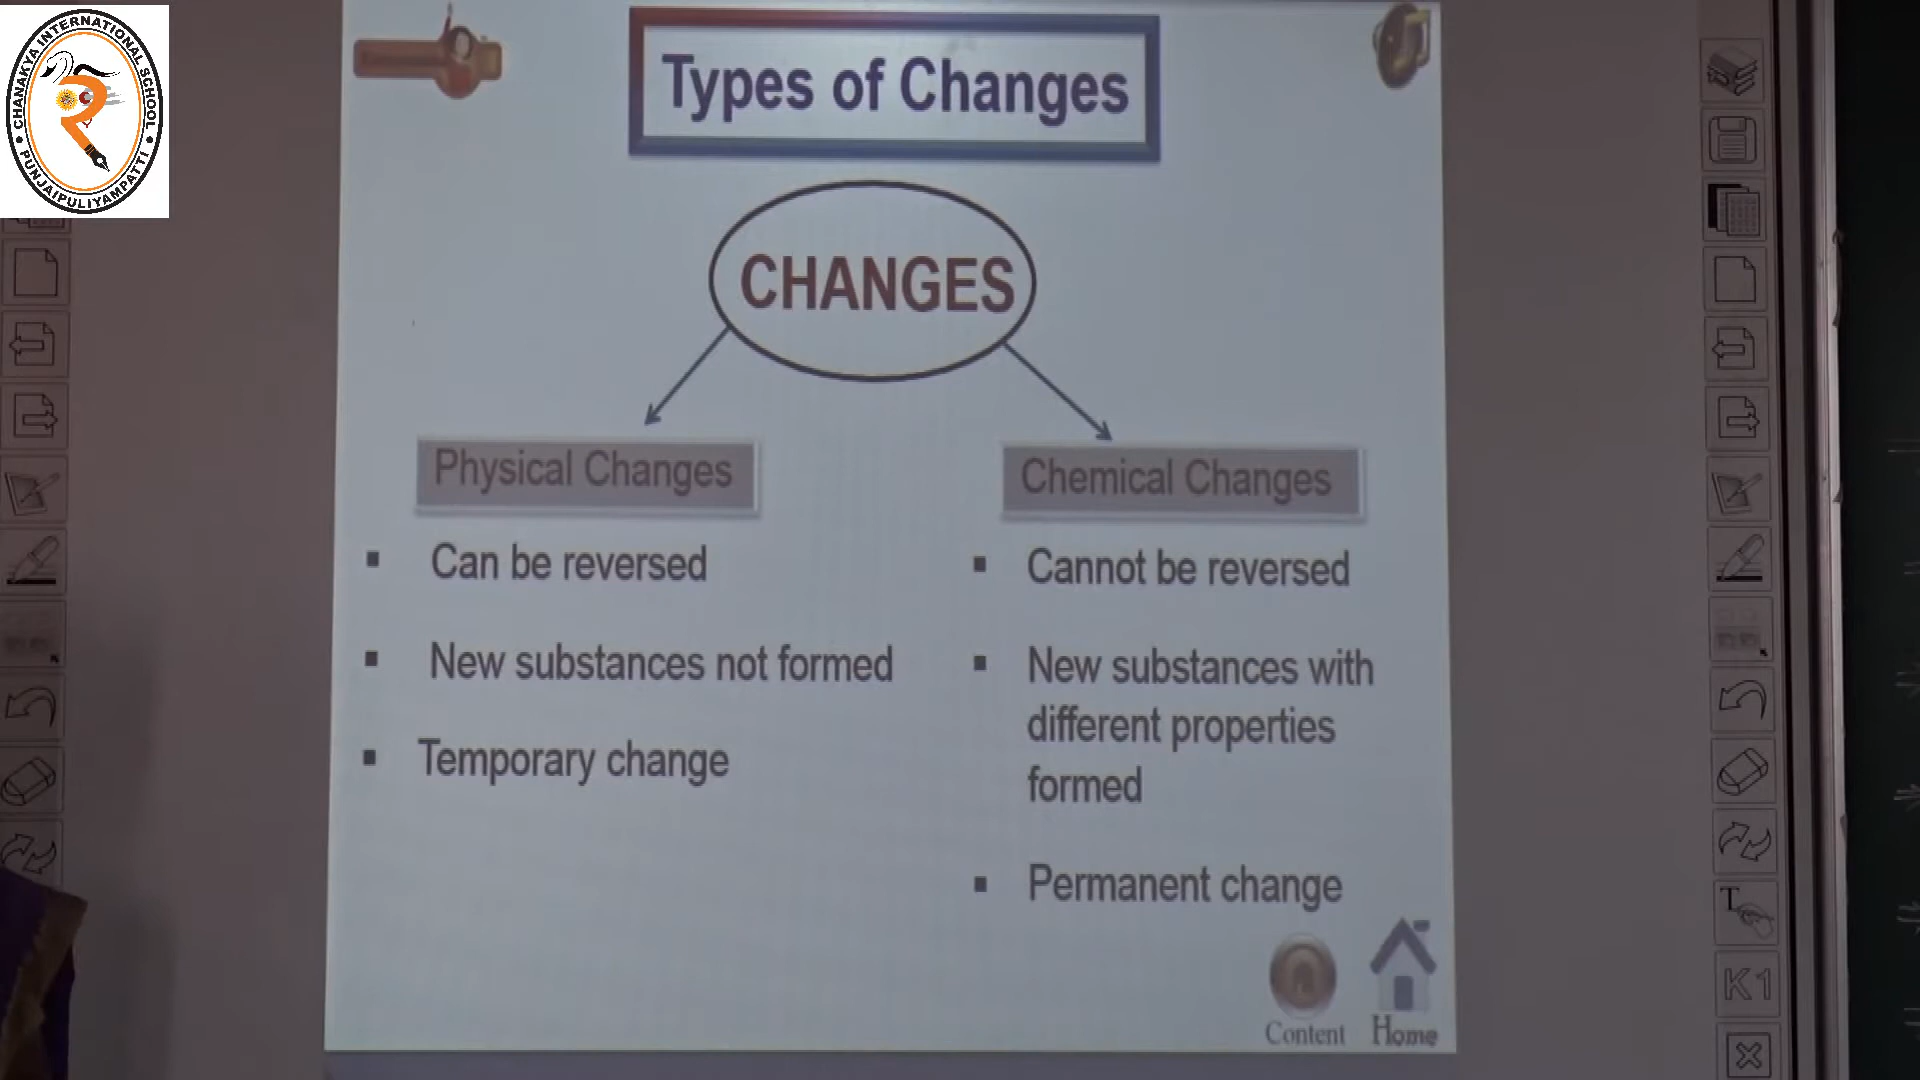 CHANAKYA INTERNATIONAL SCHOOL
PUNJAIPULIYAMPATTI
Types of Changes
CHANGES
Physical Changes
Chemical Changes
▪ Can be reversed
▪ New substances not formed
▪ Temporary change
▪ Cannot be reversed
▪ New substances with
different properties
formed
▪ Permanent change
Content
Home
T
K1